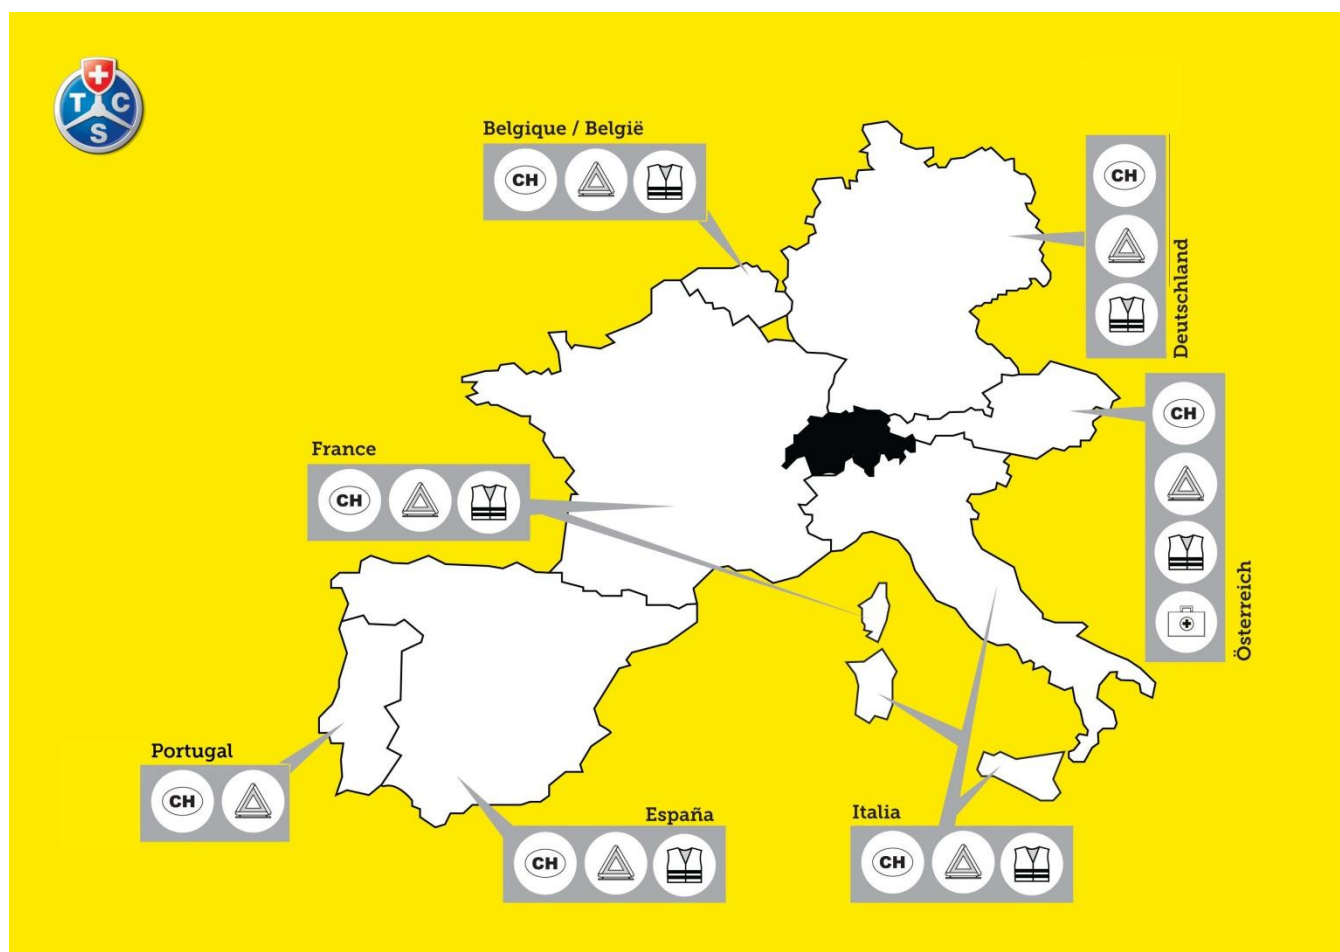 T C
S
Belgique / België
CH
CH
Deutschland
CH
Österreich
France
CH
Portugal
CH
España
CH
Italia
CH